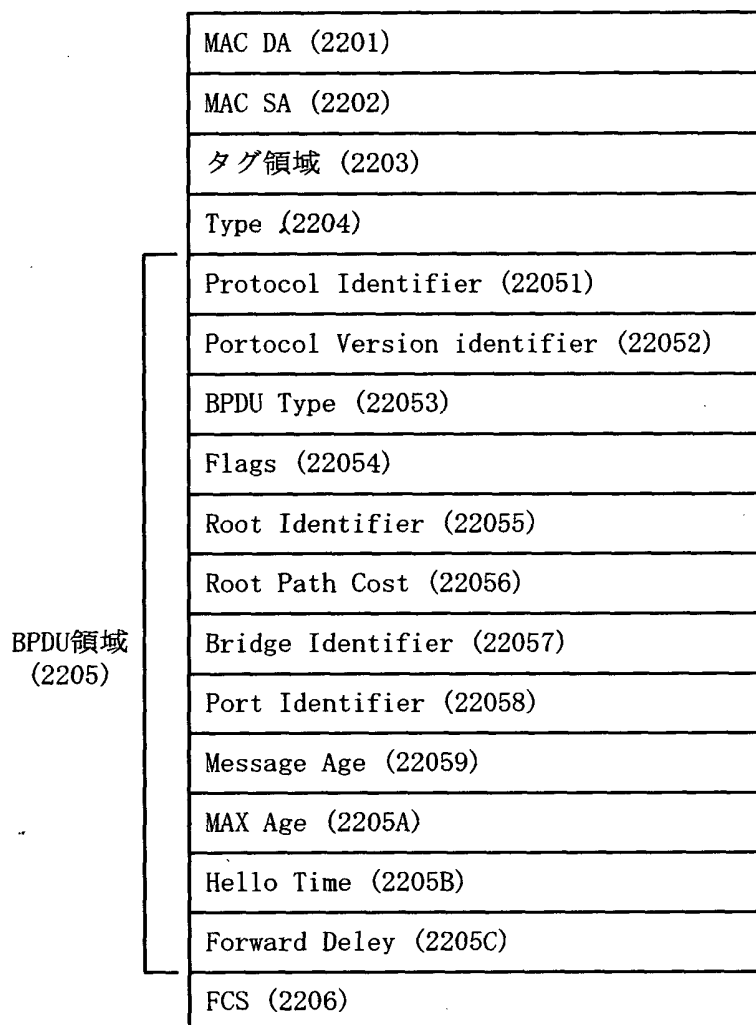 MAC DA (2201)
MAC SA (2202)
タグ領域 (2203)
Type (2204)
Protocol Identifier (22051)
Portocol Version identifier (22052)
BPDU Type (22053)
Flags (22054)
Root Identifier (22055)
Root Path Cost (22056)
BPDU領域
(2205)
Bridge Identifier (22057)
Port Identifier (22058)
Message Age (22059)
MAX Age (2205A)
Hello Time (2205B)
Forward Deley (2205C)
FCS (2206)